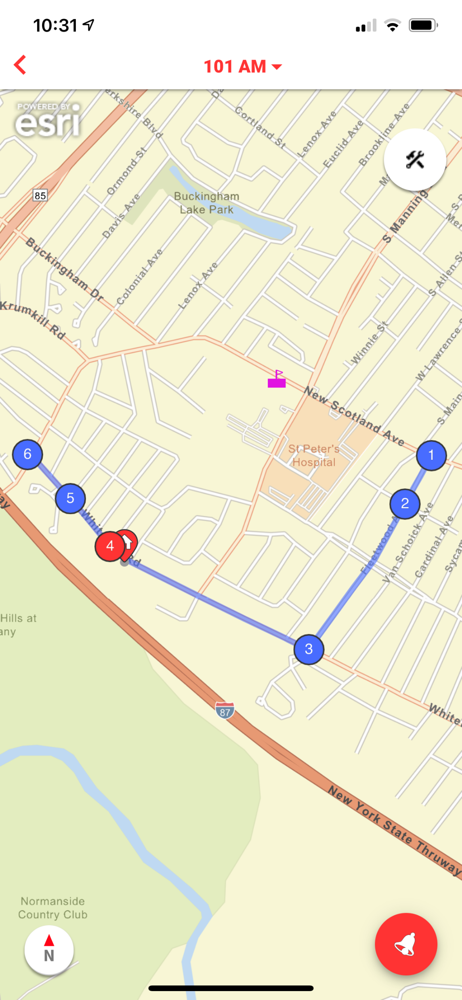 10:31
101 AM
POWERED BY
esri
erkshire Blvd
Cortland St
Lenox Ave
Euclid Ave
Brookline Ave
Ormond St
85
Davis Ave
Buckingham
Lake Park
S Manning
Buckingham Dr
Colonial Ave
Lenox Ave
S Allen St
Krumkill Rd
Winnie St
W Lawrence S
New Scotland Ave
S Main
St Peter's
Hospital
1
6
5
2
Fleetwood A
Van Schoick Ave
Cardinal Ave
Sycam
ay
White
4
Rd
Hills at
any
3
87
White
New York State Thruway
Normanside
Country Club
N